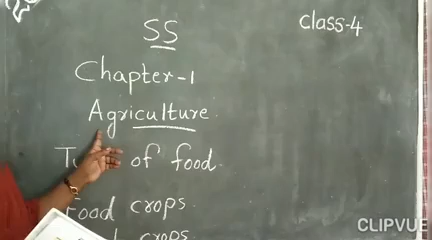 SS
Class-4
Chapter-1
Agriculture
of food.
Food crops.
crops
CLIPVUE